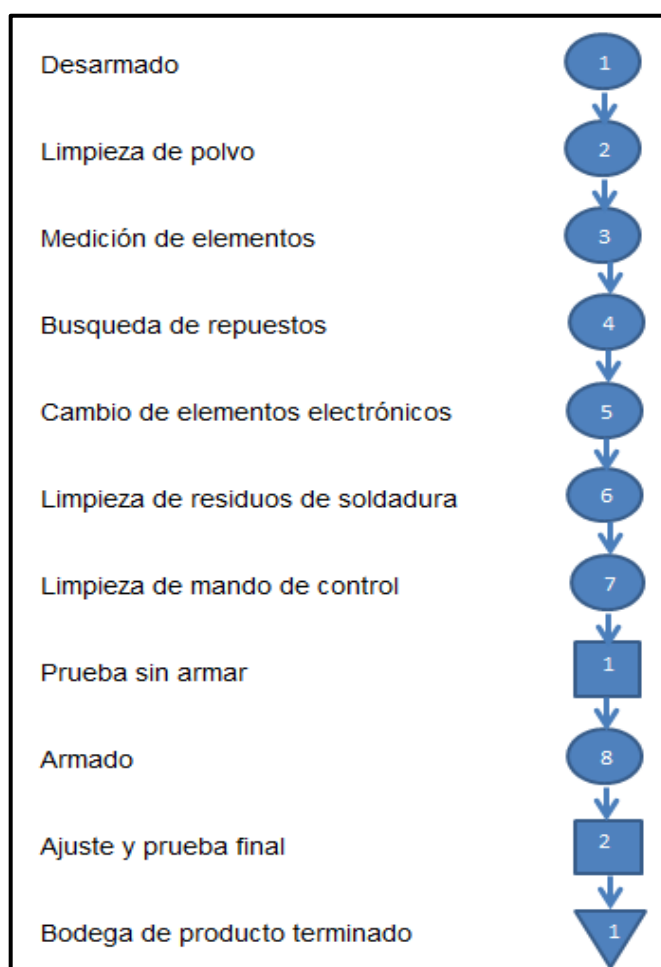 Desarmado 1
Limpieza de polvo 2
Medición de elementos 3
Busqueda de repuestos 4
Cambio de elementos electrónicos 5
Limpieza de residuos de soldadura 6
Limpieza de mando de control 7
Prueba sin armar 1
Armado 8
Ajuste y prueba final 2
Bodega de producto terminado 1